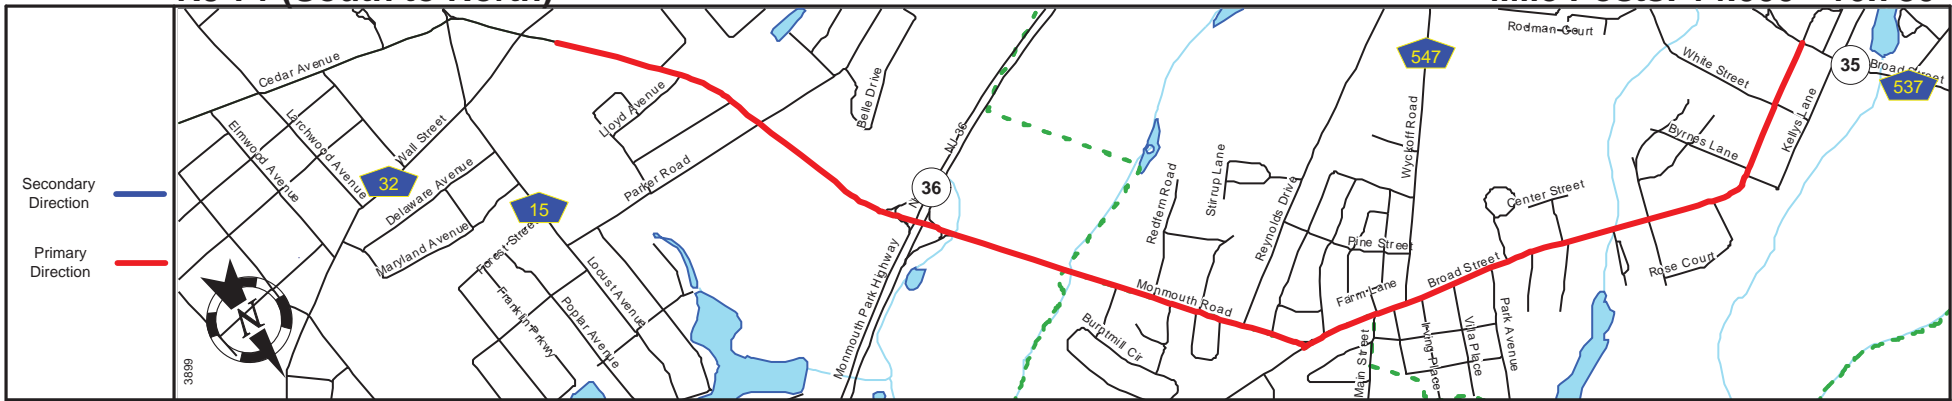 Secondary
Direction
Primary
Direction
3899
N
Cedar Avenue
Elmwood Avenue
Larchwood Avenue
Wall Street
32
Delaware Avenue
Maryland Avenue
15
Forest Street
Franklin Pkwy
Poplar Avenue
Locust Avenue
Lloyd Avenue
Parker Road
Belle Drive
NJ 36
36
Monmouth Park Highway
Monmouth Road
Burntmill Cir
Redfern Road
Stirrup Lane
Reynolds Drive
Wyckoff Road
547
Pine Street
Farm Lane
Broad Street
Main Street
Irving Place
Villa Place
Park Avenue
Center Street
Rodman Court
White Street
Byrnes Lane
Kellys Lane
Rose Court
35
Broad Street
537